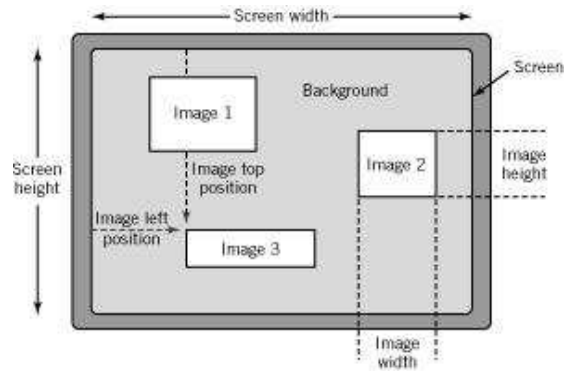 Screen width
Screen
Background
Image 1
Image 2
Image
height
Screen
height
Image top
position
Image left
position
Image 3
Image
width